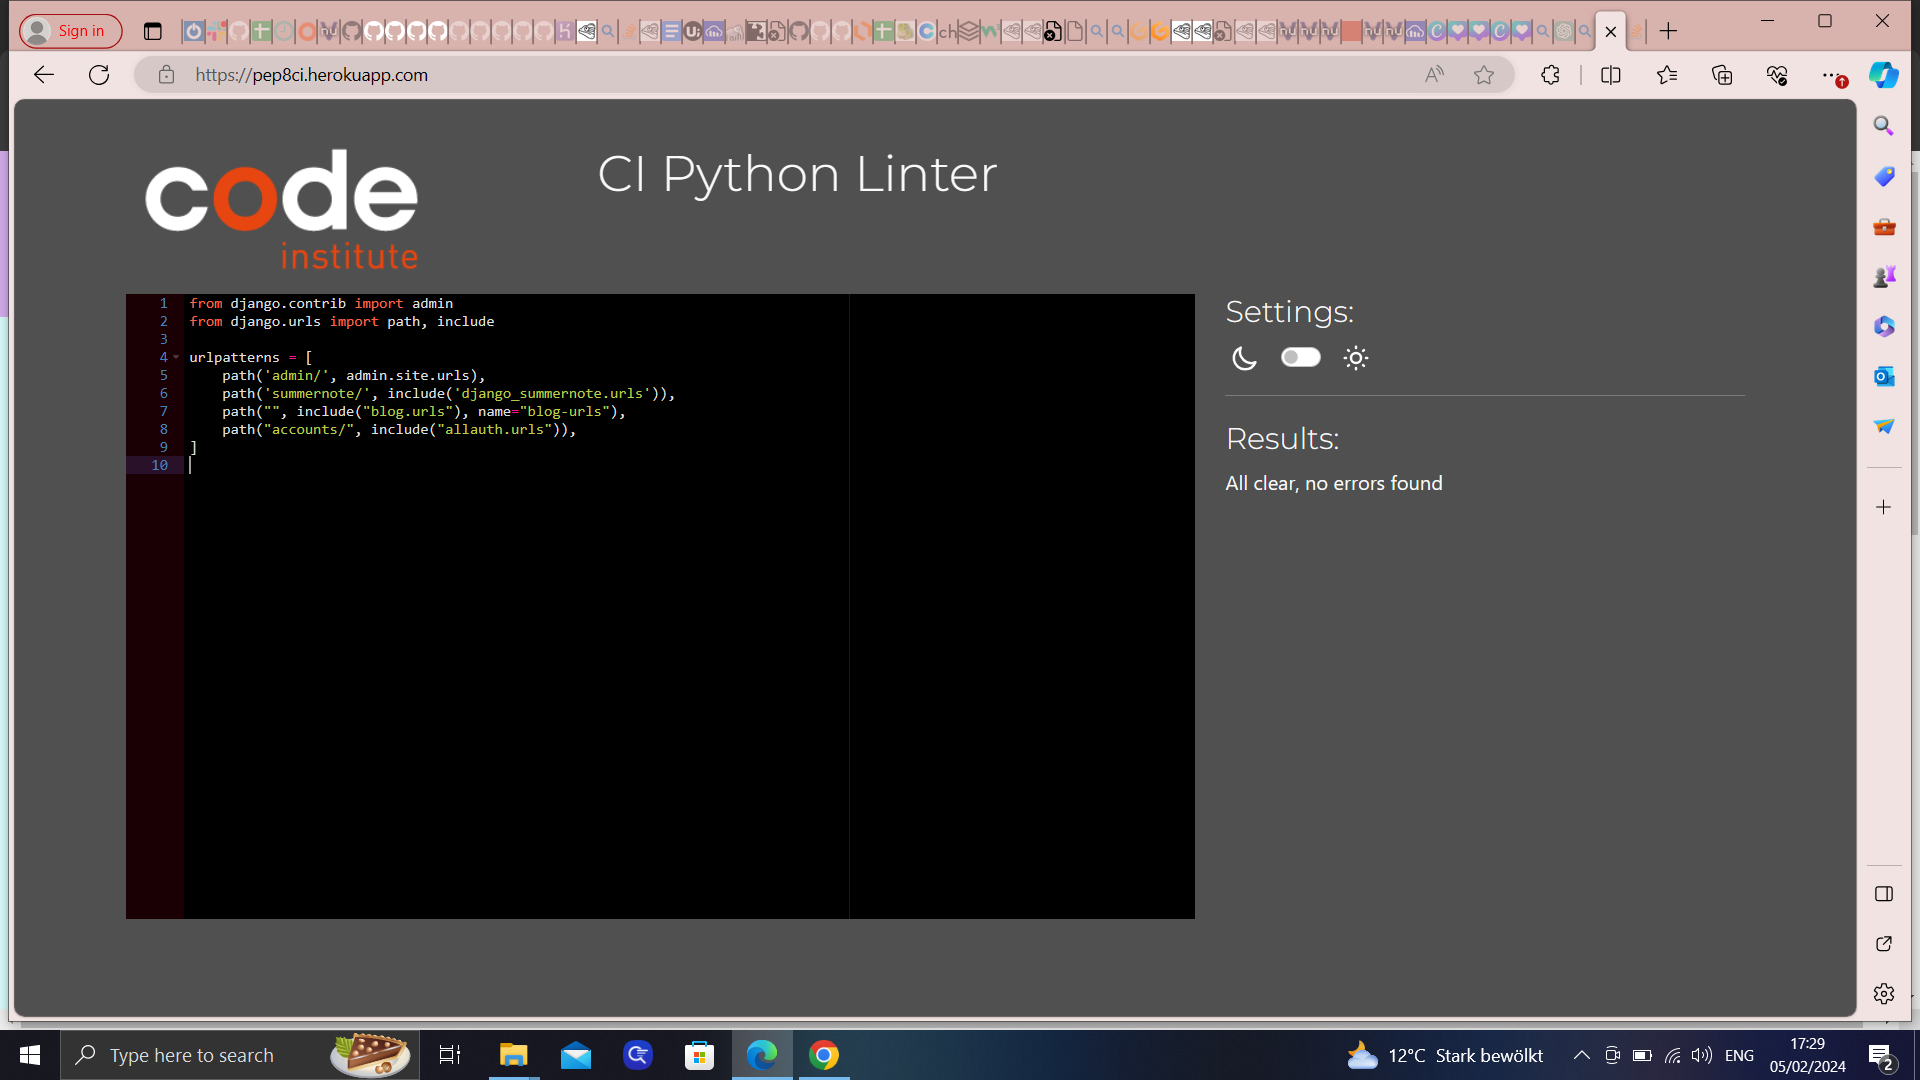 Sign in
https://pep8ci.herokuapp.com
code
institute
CI Python Linter
1 from django.contrib import admin
2 from django.urls import path, include
3
4 urlpatterns = [
5     path('admin/', admin.site.urls),
6     path('summernote/', include('django_summernote.urls')),
7     path("", include("blog.urls"), name="blog-urls"),
8     path("accounts/", include("allauth.urls")),
9 ]
10
Settings:
Results:
All clear, no errors found
Type here to search
12°C Stark bewölkt
ENG
17:29
05/02/2024
2